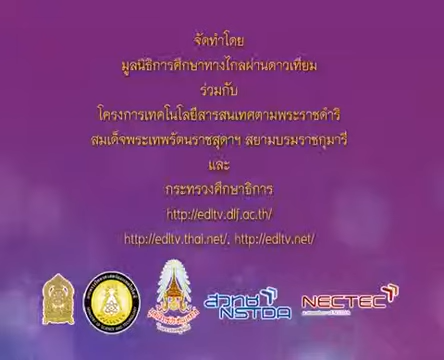 จัดทำโดย
มูลนิธิการศึกษาทางไกลผ่านดาวเทียม
ร่วมกับ
โครงการเทคโนโลยีสารสนเทศตามพระราชดำริ
สมเด็จพระเทพรัตนราชสุดาฯ สยามบรมราชกุมารี
และ
กระทรวงศึกษาธิการ
http://edltv.dlf.ac.th/
http://edltv.thai.net/, http://edltv.net/
สวทช NECTEC
NSTDA